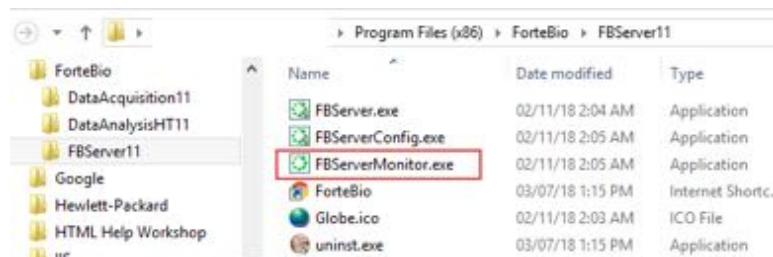 Program Files (x86) ForteBio FBServer11
ForteBio
DataAcquisition11
DataAnalysisHT11
FBServer11
Google
Hewlett-Packard
HTML Help Workshop
Name Date modified Type
FBServer.exe 02/11/18 2:04 AM Application
FBServerConfig.exe 02/11/18 2:05 AM Application
FBServerMonitor.exe 02/11/18 2:05 AM Application
ForteBio 03/07/18 1:15 PM Internet Shortc.
Globe.ico 02/11/18 2:03 AM ICO File
uninst.exe 03/07/18 1:15 PM Application